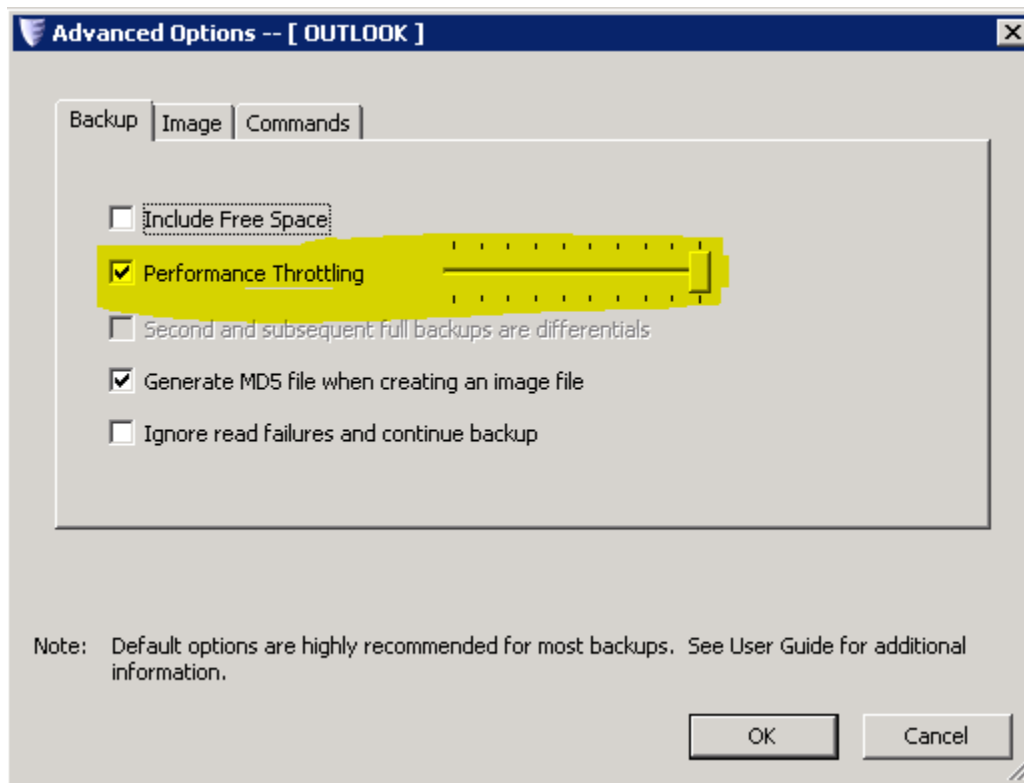 Advanced Options -- [ OUTLOOK ]
Backup
Image
Commands
Include Free Space
Performance Throttling
Second and subsequent full backups are differentials
Generate MD5 file when creating an image file
Ignore read failures and continue backup
Note: Default options are highly recommended for most backups. See User Guide for additional
information.
OK
Cancel